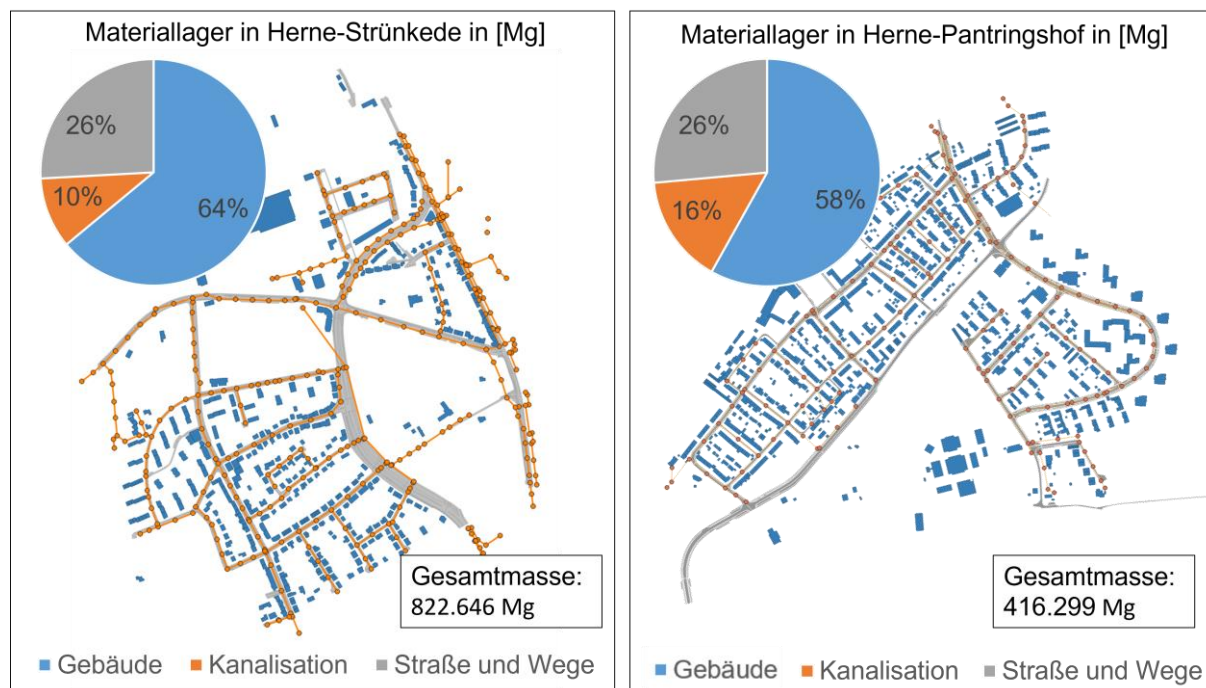 Materiallager in Herne-Strünkede in [Mg]
26%
10%
64%
Gesamtmasse:
822.646 Mg
Gebäude Kanalisation Straße und Wege
Materiallager in Herne-Pantringshof in [Mg]
26%
16%
58%
Gesamtmasse:
416.299 Mg
Gebäude Kanalisation Straße und Wege